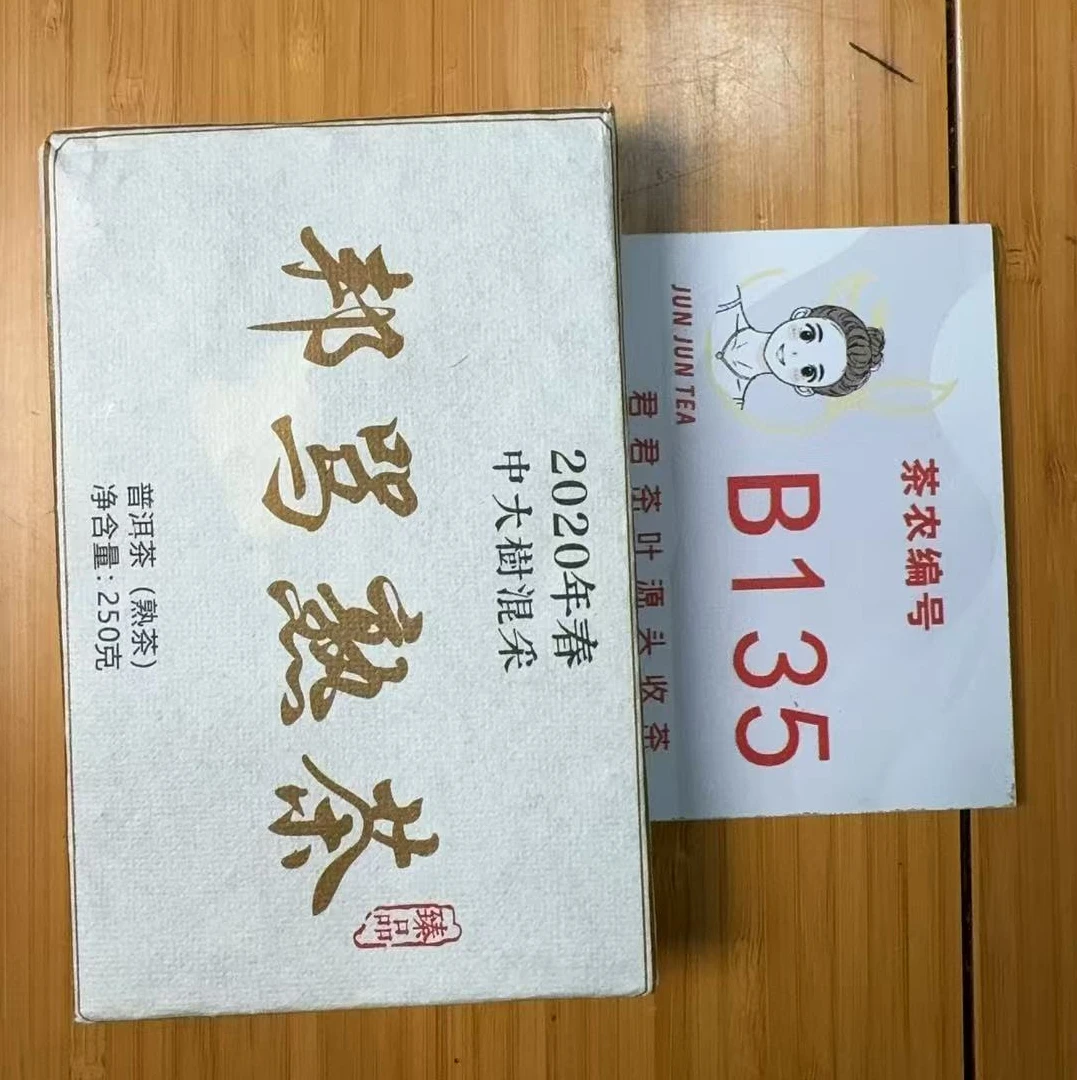 2020年春
中大樹混采
邦骂熟茶
臻品
普洱茶（熟茶）
净含量：250克
茶农编号
B135
JUN JUN TEA
君君茶叶源头收茶